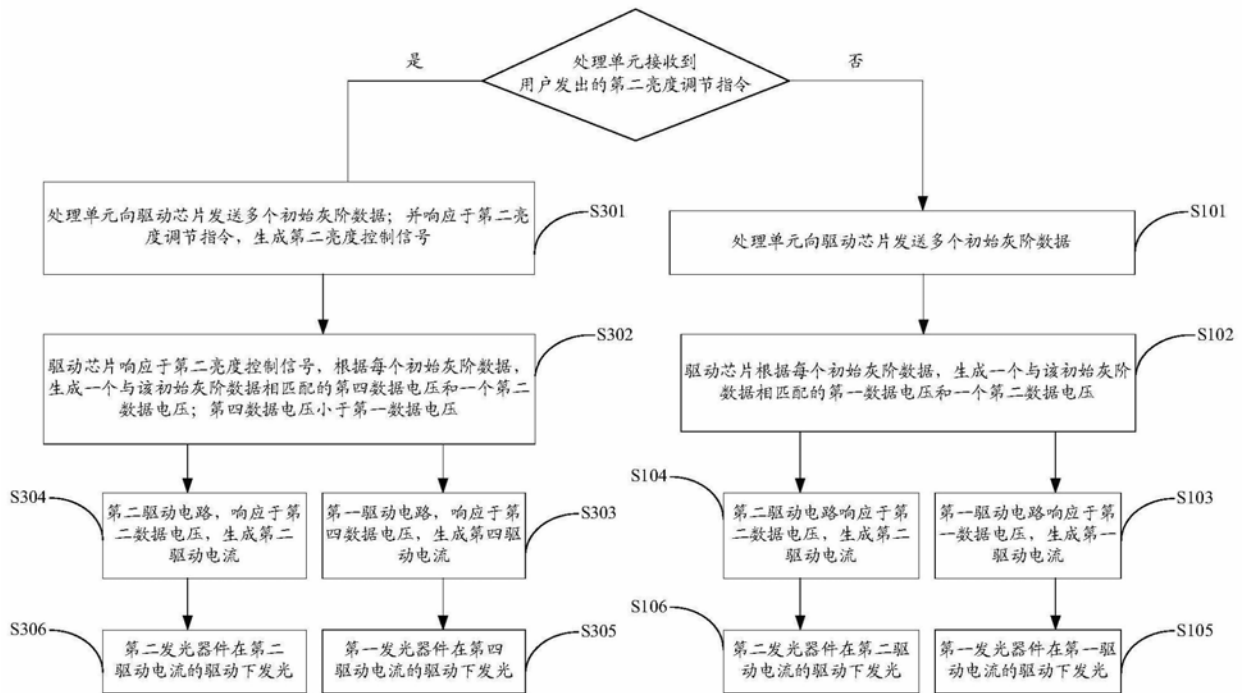 处理单元接收到
用户发出的第二亮度调节指令
是
否
处理单元向驱动芯片发送多个初始灰阶数据；并响应于第二亮
度调节指令，生成第二亮度控制信号
S301
处理单元向驱动芯片发送多个初始灰阶数据
S101
驱动芯片响应于第二亮度控制信号，根据每个初始灰阶数据，
生成一个与该初始灰阶数据相匹配的第四数据电压和一个第二
数据电压；第四数据电压小于第一数据电压
S302
驱动芯片根据每个初始灰阶数据，生成一个与该初始灰阶
数据相匹配的第一数据电压和一个第二数据电压
S102
S304
第二驱动电路，响应于第
二数据电压，生成第二
驱动电流
第一驱动电路，响应于第
四数据电压，生成第四驱
动电流
S303
S104
第二驱动电路响应于第
二数据电压，生成第二
驱动电流
第一驱动电路响应于第
一数据电压，生成第一
驱动电流
S103
S306
第二发光器件在第二
驱动电流的驱动下发光
第一发光器件在第四
驱动电流的驱动下发光
S305
S106
第二发光器件在第二驱
动电流的驱动下发光
第一发光器件在第一驱
动电流的驱动下发光
S105